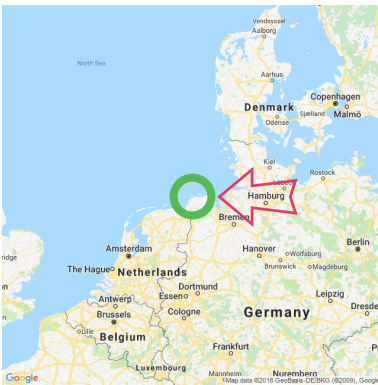 Vendsyssel
Aalborg
North Sea
Aarhus
Copenhagen
Denmark
Sjælland
Malmö
Odense
Kiel
Rostock
Hamburg
Bremen
Amsterdam
Hanover
Berlin
Wolfsburg
The Hague
Netherlands
Brunswick
Magdeburg
Dortmund
Essen
Antwerp
Leipzig
Brussels
Cologne
Germany
Lille
Belgium
Frankfurt
Luxembourg
Mannheim
Nuremberg
Google
Map data ©2018 GeoBasis-DE/BKG (©2009), Google